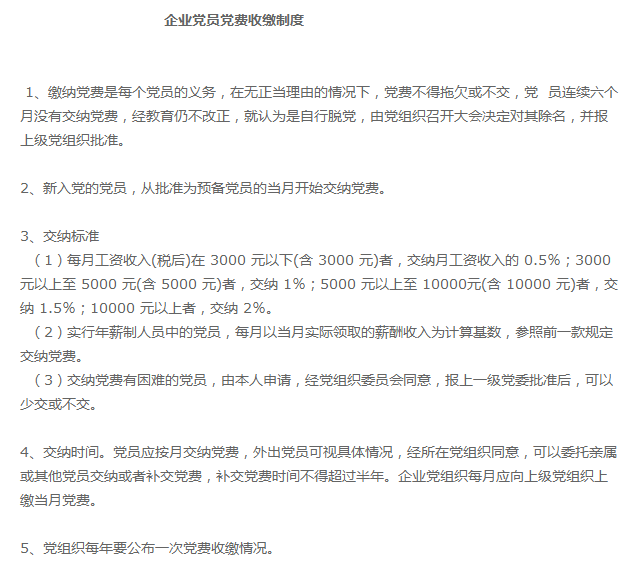 企业党员党费收缴制度
1、缴纳党费是每个党员的义务，在无正当理由的情况下，党费不得拖欠或不交，党 员连续六个
月没有交纳党费，经教育仍不改正，就认为是自行脱党，由党组织召开大会决定对其除名，并报
上级党组织批准。
2、新入党的党员，从批准为预备党员的当月开始交纳党费。
3、交纳标准
（1）每月工资收入(税后)在 3000 元以下(含 3000 元)者，交纳月工资收入的 0.5%；3000
元以上至 5000 元(含 5000 元)者，交纳 1%；5000 元以上至 10000元(含 10000 元)者，交
纳 1.5%；10000 元以上者，交纳 2%。
（2）实行年薪制人员中的党员，每月以当月实际领取的薪酬收入为计算基数，参照前一款规定
交纳党费。
（3）交纳党费有困难的党员，由本人申请，经党组织委员会同意，报上一级党委批准后，可以
少交或不交。
4、交纳时间。党员应按月交纳党费，外出党员可视具体情况，经所在党组织同意，可以委托亲属
或其他党员交纳或者补交党费，补交党费时间不得超过半年。企业党组织每月应向上级党组织上
缴当月党费。
5、党组织每年要公布一次党费收缴情况。